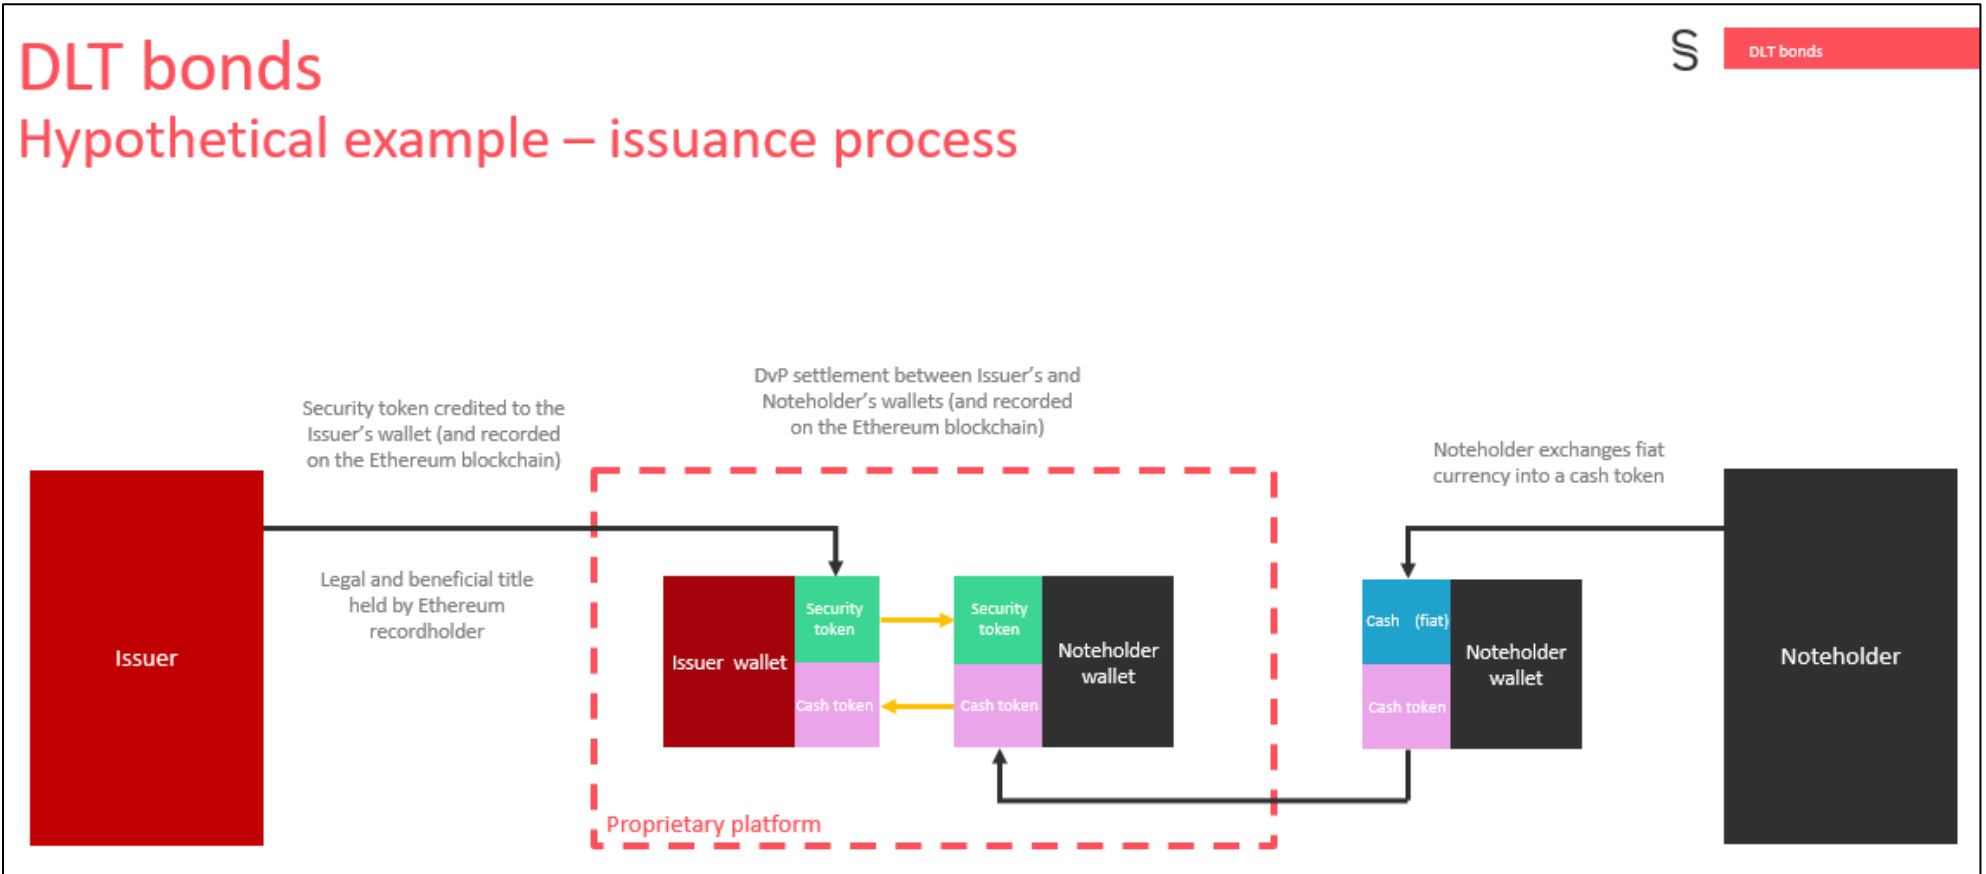 DLT bonds
DLT bonds
Hypothetical example – issuance process
DvP settlement between Issuer's and
Noteholder's wallets (and recorded
on the Ethereum blockchain)
Security token credited to the
Issuer's wallet (and recorded
on the Ethereum blockchain)
Noteholder exchanges fiat
currency into a cash token
Legal and beneficial title
held by Ethereum
recordholder
Issuer
Issuer wallet
Security
token
Cash token
Security
token
Cash token
Noteholder
wallet
Cash (fiat)
Cash token
Noteholder
wallet
Noteholder
Proprietary platform